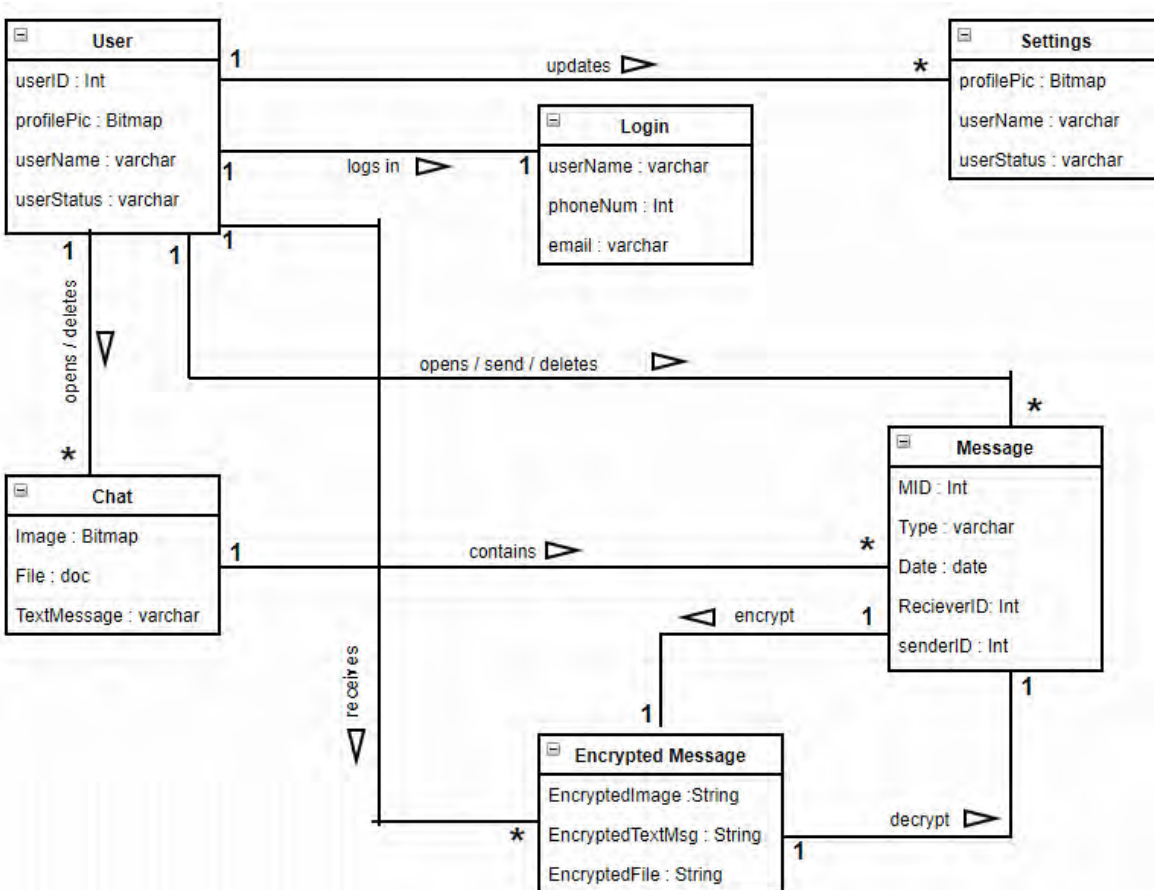 User
userID : Int
profilePic : Bitmap
userName : varchar
userStatus : varchar
1
updates
*
Settings
profilePic : Bitmap
userName : varchar
userStatus : varchar
1
logs in
1
Login
userName : varchar
phoneNum : Int
email : varchar
1
opens / deletes
*
1
opens / send / deletes
*
1
receives
*
Chat
Image : Bitmap
File : doc
TextMessage : varchar
1
contains
*
Message
MID : Int
Type : varchar
Date : date
RecieverID: Int
senderID : Int
1
encrypt
1
Encrypted Message
EncryptedImage :String
EncryptedTextMsg : String
EncryptedFile : String
1
decrypt
1